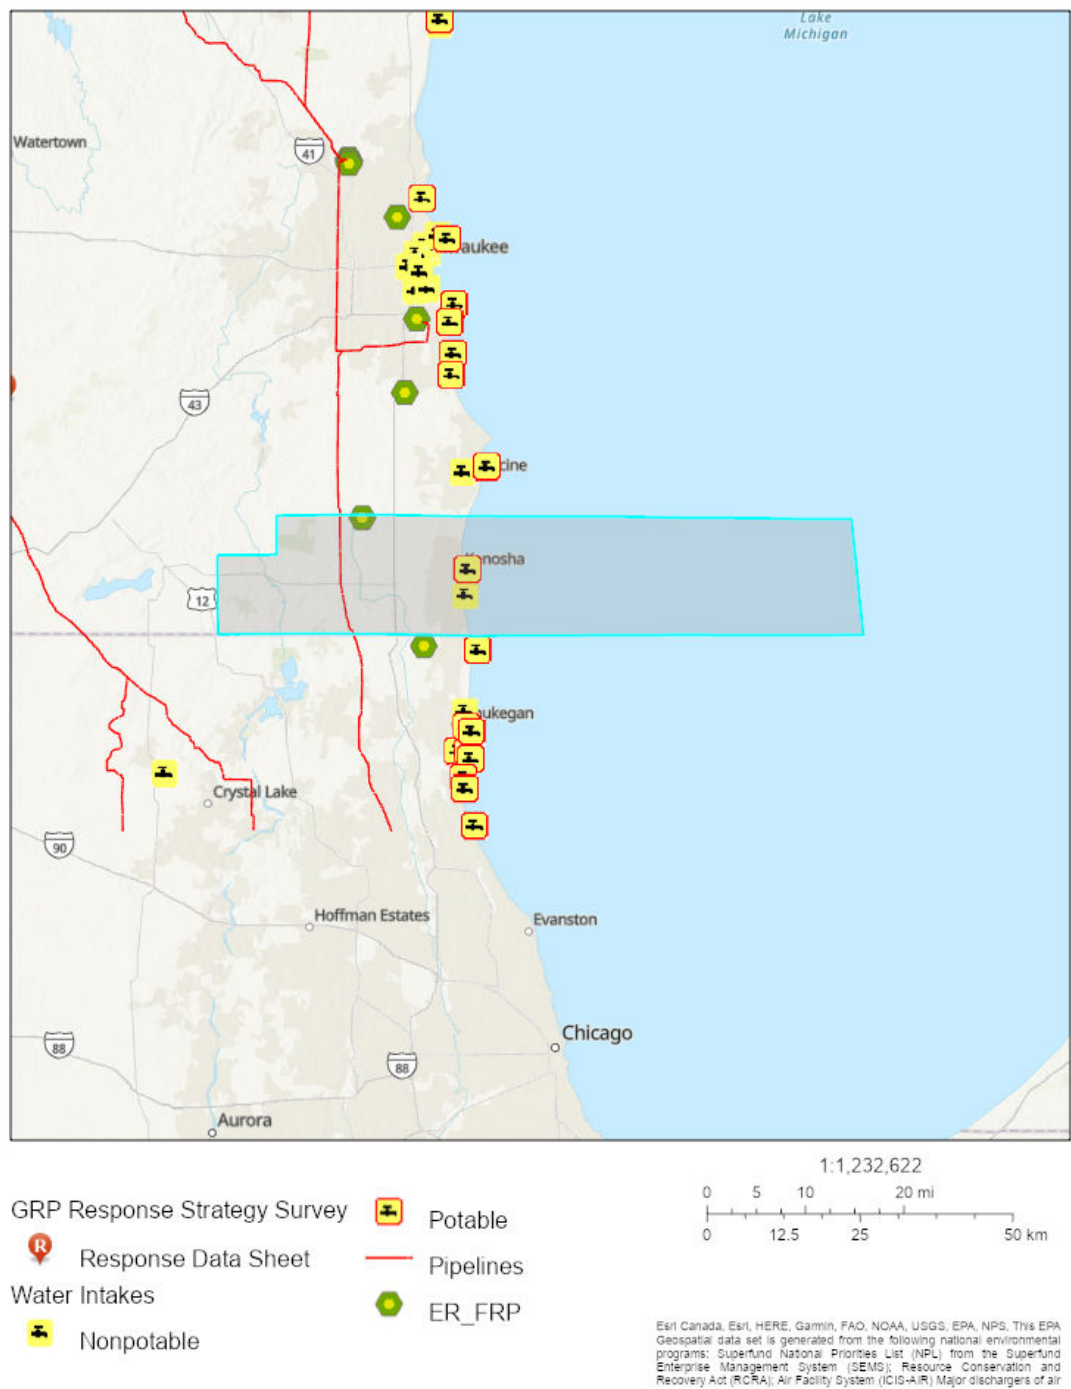 Lake
Michigan
Watertown
41
aukee
43
cine
Kenosha
12
ukegan
Crystal Lake
90
Hoffman Estates
Evanston
88
Chicago
88
Aurora
1:1,232,622
0 5 10 20 mi
0 12.5 25 50 km
GRP Response Strategy Survey
R
Response Data Sheet
Water Intakes
Nonpotable
Potable
Pipelines
ER_FRP
Esri Canada, Esri, HERE, Garmin, FAO, NOAA, USGS, EPA, NPS, This EPA
Geospatial data set is generated from the following national environmental
programs: Superfund National Priorities List (NPL) from the Superfund
Enterprise Management System (SEMS); Resource Conservation and
Recovery Act (RCRA); Air Facility System (ICIS-AIR) Major dischargers of air